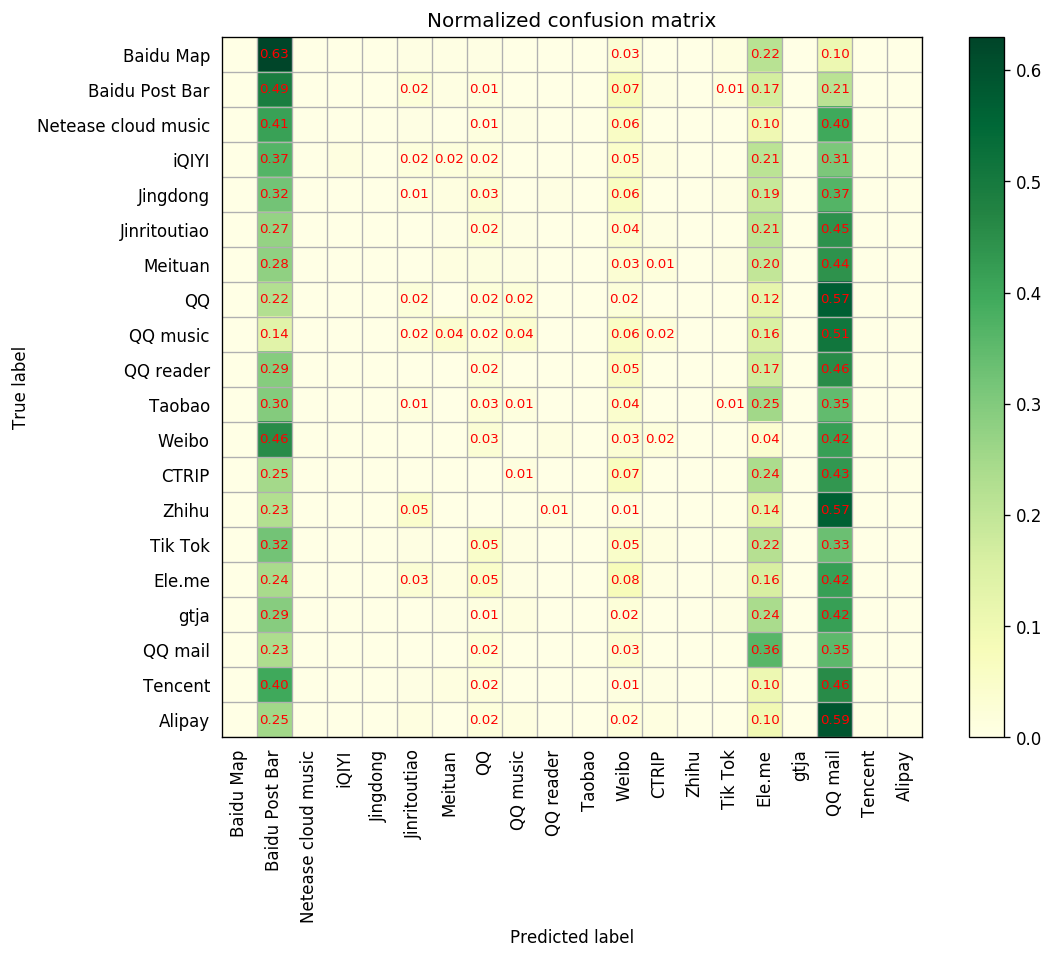 Normalized confusion matrix
Baidu Map 0.63 0.03 0.22 0.10
Baidu Post Bar 0.02 0.01 0.07 0.01 0.17 0.21
Netease cloud music 0.41 0.01 0.06 0.10 0.40
iQIYI 0.37 0.02 0.02 0.02 0.05 0.21 0.31
Jingdong 0.32 0.01 0.03 0.06 0.19 0.37
Jinritoutiao 0.27 0.02 0.04 0.21 0.45
Meituan 0.28 0.03 0.01 0.20 0.44
QQ 0.22 0.02 0.02 0.02 0.02 0.12 0.57
QQ music 0.14 0.02 0.04 0.02 0.04 0.06 0.02 0.16
QQ reader 0.29 0.02 0.05 0.17 0.46
Taobao 0.30 0.01 0.03 0.01 0.04 0.01 0.25 0.35
Weibo 0.46 0.03 0.03 0.02 0.04 0.42
CTRIP 0.25 0.01 0.07 0.24 0.43
Zhihu 0.23 0.05 0.01 0.01 0.14 0.57
Tik Tok 0.32 0.05 0.05 0.22 0.33
Ele.me 0.24 0.03 0.05 0.08 0.16 0.42
gtja 0.29 0.01 0.02 0.24 0.42
QQ mail 0.23 0.02 0.03 0.36 0.35
Tencent 0.40 0.02 0.01 0.10 0.46
Alipay 0.25 0.02 0.02 0.10 0.59
True label
Baidu Map
Baidu Post Bar
Netease cloud music
iQIYI
Jingdong
Jinritoutiao
Meituan
QQ
QQ music
QQ reader
Taobao
Weibo
CTRIP
Zhihu
Tik Tok
Ele.me
gtja
QQ mail
Tencent
Alipay
Predicted label
0.6
0.5
0.4
0.3
0.2
0.1
0.0